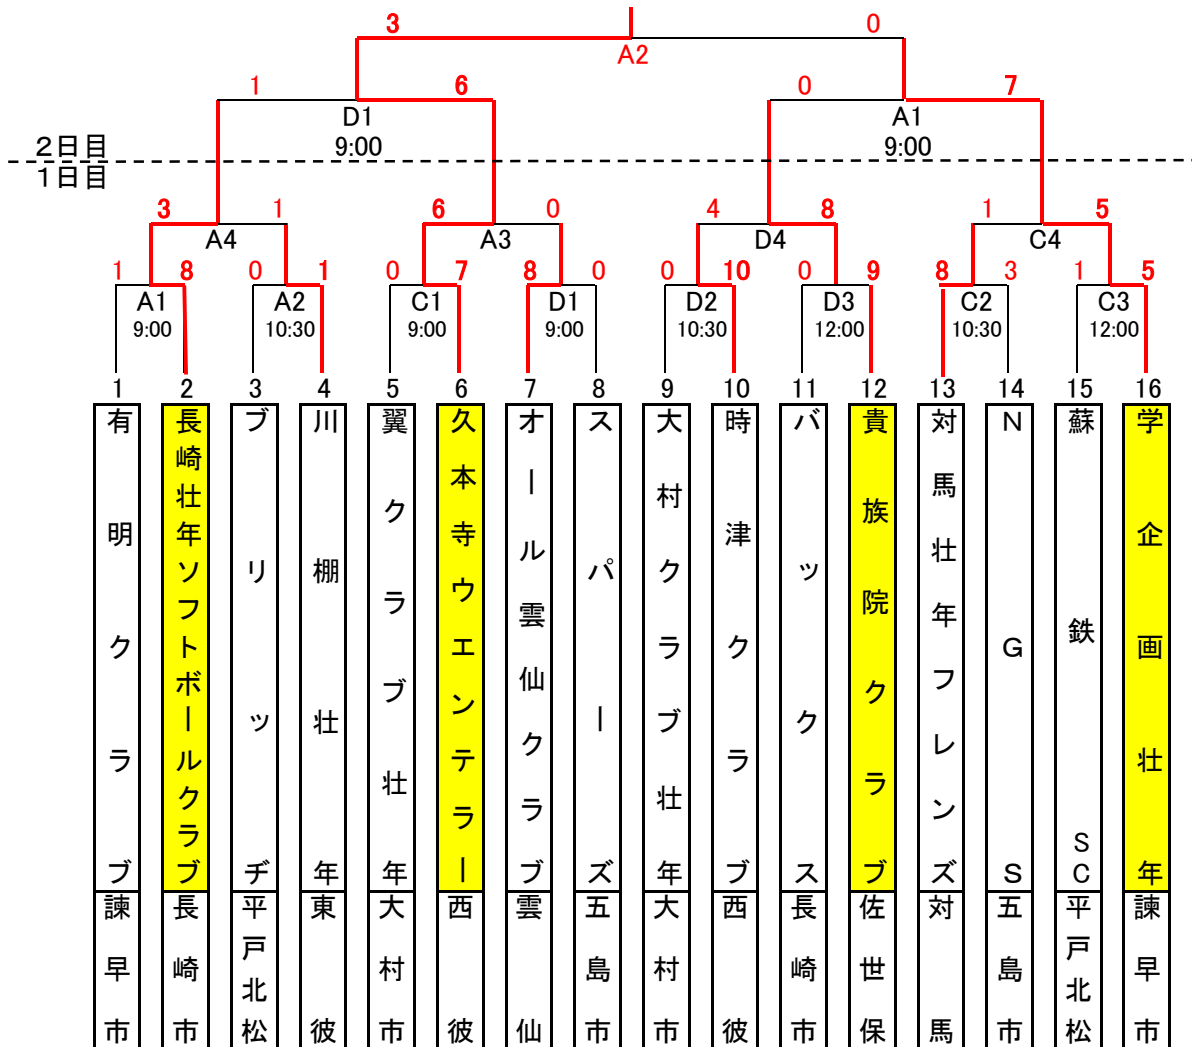 3 0
A2
1 6 0 7
D1 A1
2日目 9:00 9:00
1日目
3 1 6 0 4 8 1 5
A4 A3 D4 C4
1 8 0 1 0 7 8 0 0 10 0 9 8 3 1 5
A1 A2 C1 D1 D2 D3 C2 C3
9:00 10:30 9:00 9:00 10:30 12:00 10:30 12:00
1 2 3 4 5 6 7 8 9 10 11 12 13 14 15 16
有明クラブ
諫早市
長崎壮年ソフトボールクラブ
長崎市
ブリッヂ
平戸北松
川棚壮年
東彼
翼クラブ壮年
大村市
久本寺ウエンテラー
西彼
オール雲仙クラブ
雲仙
スパーズ
五島市
大村クラブ壮年
大村市
時津クラブ
西彼
バックス
長崎市
貴族院クラブ
佐世保
対馬壮年フレンズ
対馬
NGS
五島市
蘇鉄SC
平戸北松
学企画壮年
諫早市